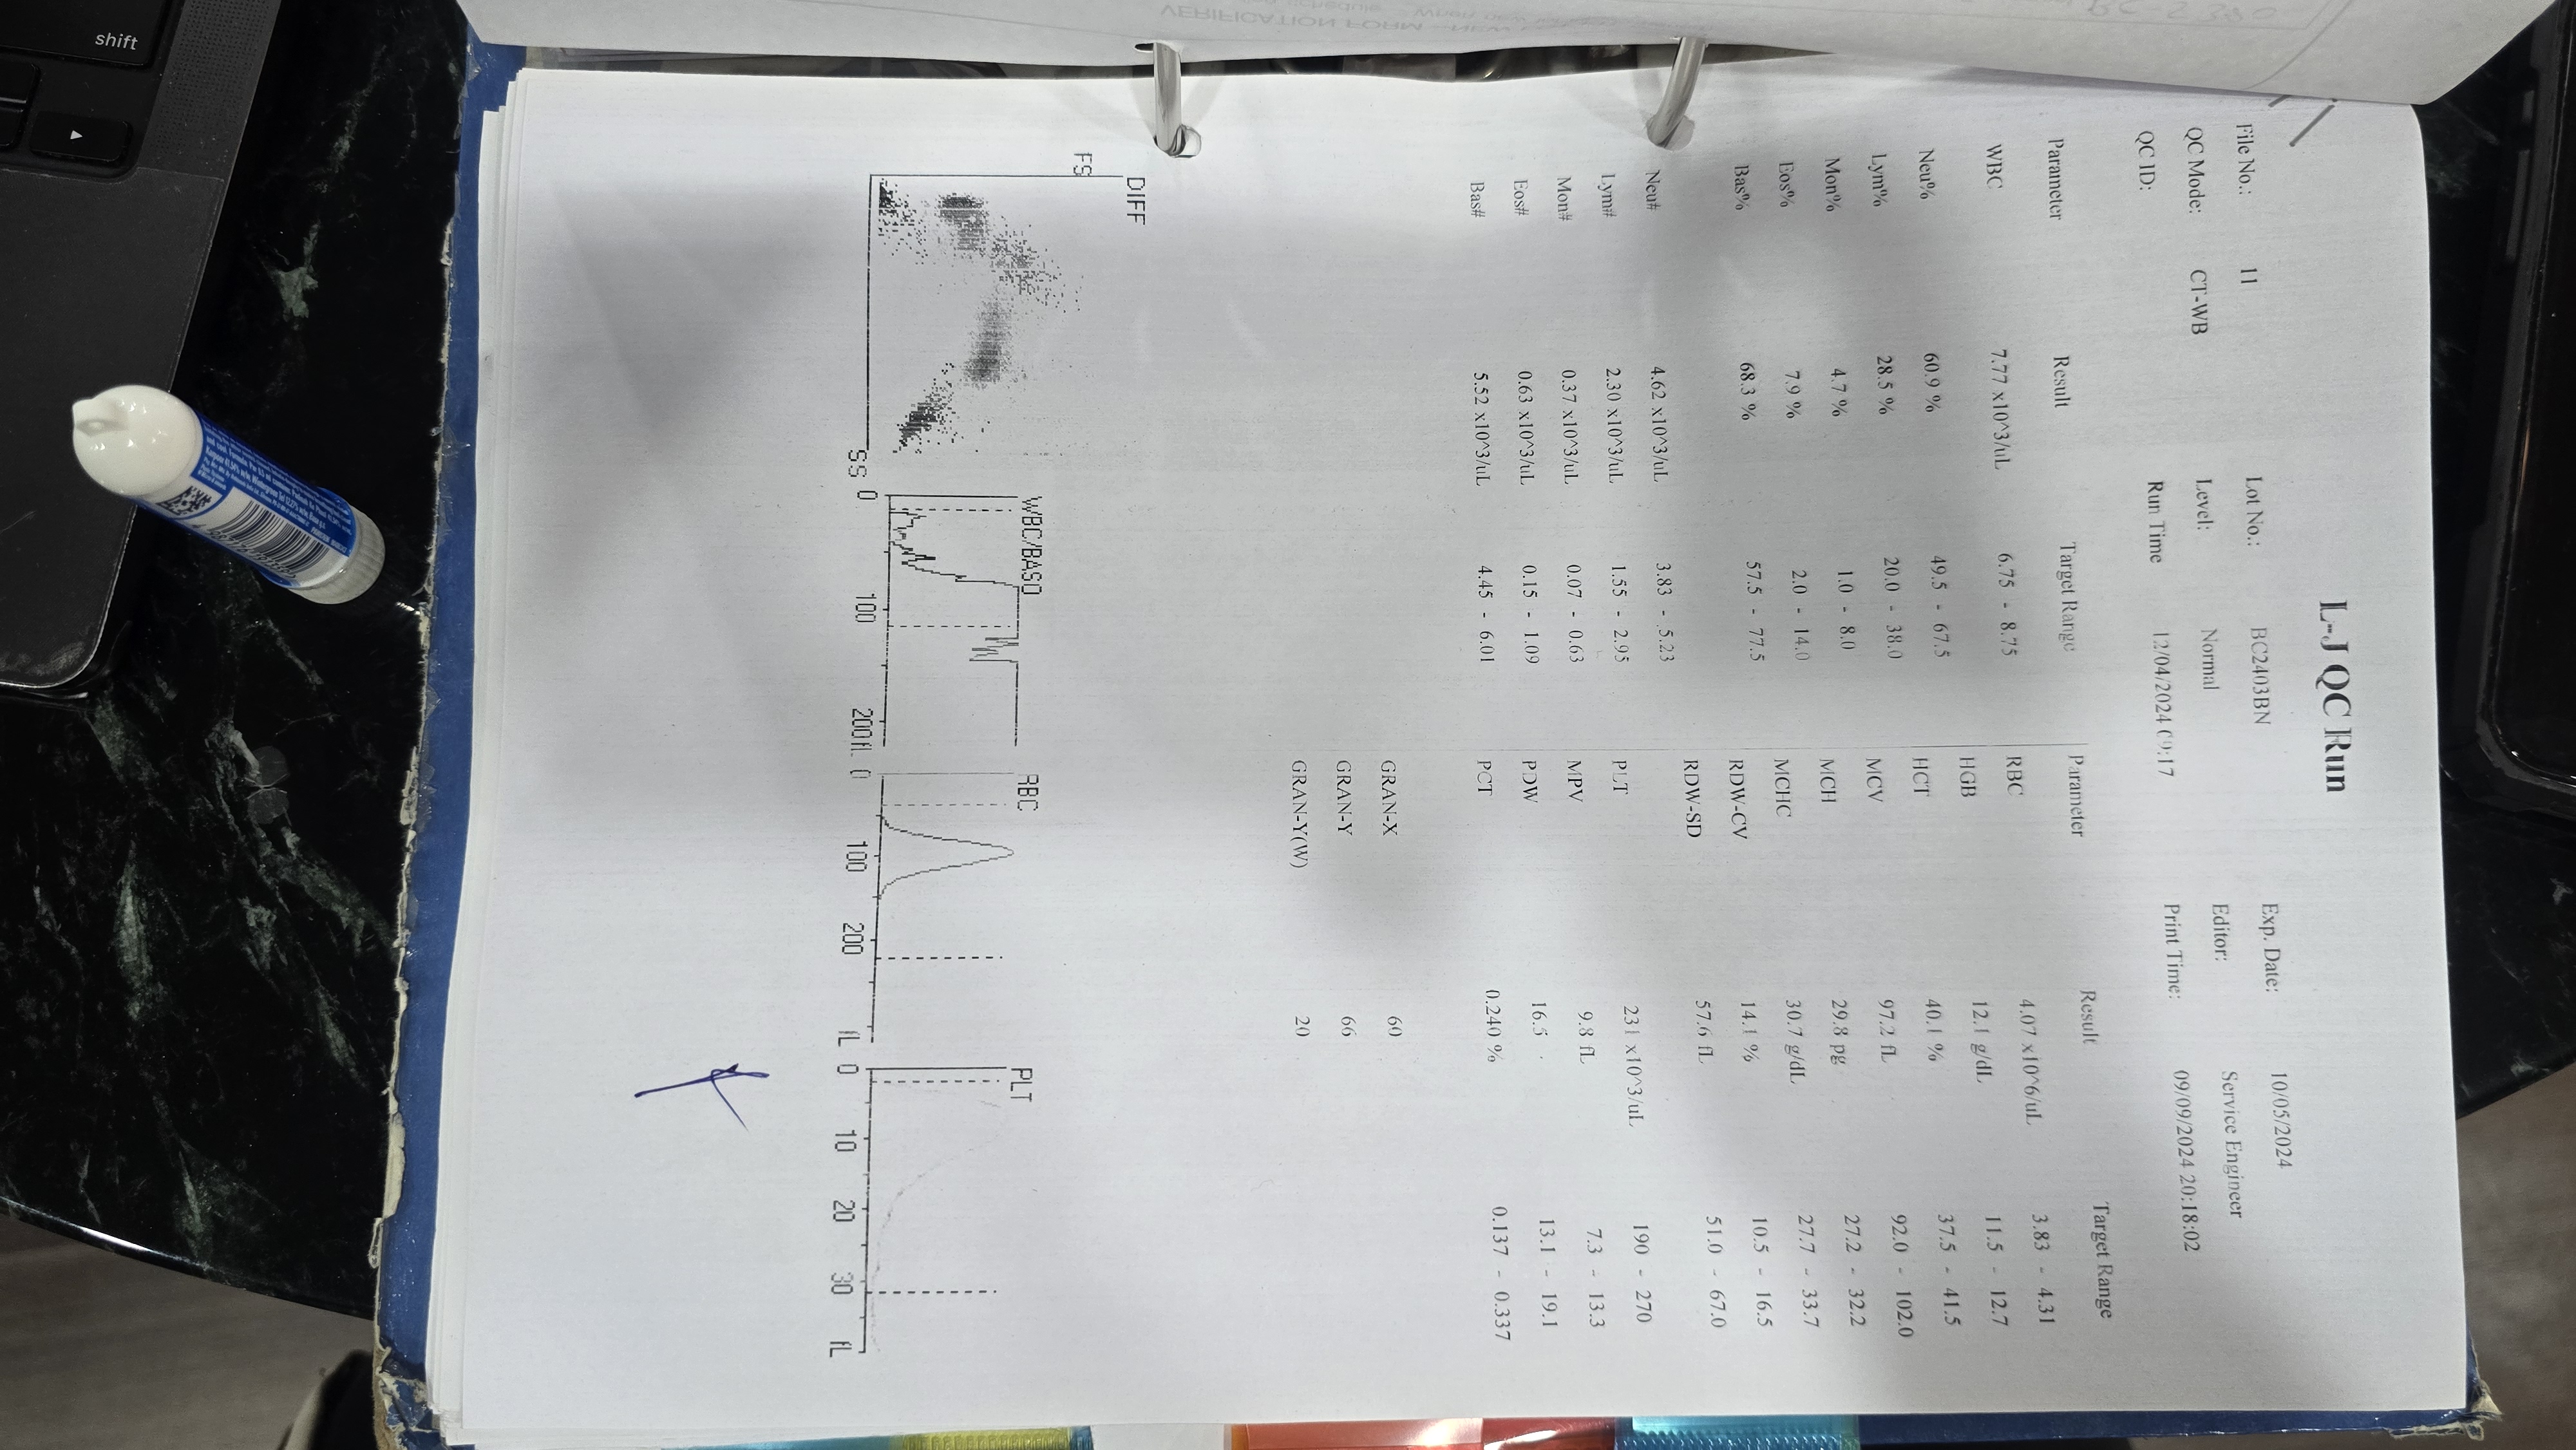 L-J QC Run
File No.: 11 Lot No.: BC2403BN Exp. Date: 10/05/2024
QC Mode: CT-WB Level: Normal Editor: Service Engineer
QC ID: Run Time 12/04/2024 09:17 Print Time: 09/09/2024 20:18:02
Parameter Result Target Range Parameter Result Target Range
WBC 7.77 x10^3/uL 6.75 - 8.75 RBC 4.07 x10^6/uL 3.83 - 4.31
HGB 12.1 g/dL 11.5 - 12.7
Neu% 60.9 % 49.5 - 67.5 HCT 40.1 % 37.5 - 41.5
Lym% 28.5 % 20.0 - 38.0 MCV 97.2 fL 92.0 - 102.0
Mon% 4.7 % 1.0 - 8.0 MCH 29.8 pg 27.2 - 32.2
Eos% 7.9 % 2.0 - 14.0 MCHC 30.7 g/dL 27.7 - 33.7
Bas% 68.3 % 57.5 - 77.5 RDW-CV 14.1 % 10.5 - 16.5
RDW-SD 57.6 fL 51.0 - 67.0
Neu# 4.62 x10^3/uL 3.83 - 5.23
Lym# 2.30 x10^3/uL 1.55 - 2.95 PLT 231 x10^3/uL 190 - 270
Mon# 0.37 x10^3/uL 0.07 - 0.63 MPV 9.8 fL 7.3 - 13.3
Eos# 0.63 x10^3/uL 0.15 - 1.09 PDW 16.5 13.1 - 19.1
Bas# 5.52 x10^3/uL 4.45 - 6.01 PCT 0.240 % 0.137 - 0.337
GRAN-X 60
GRAN-Y 66
GRAN-Y(W) 20
DIFF
FS
WBC/BASO RBC PLT
SS 0 100 200 fL 0 100 200 fL 0 10 20 30 fL
shift
VERIFICATION FORM